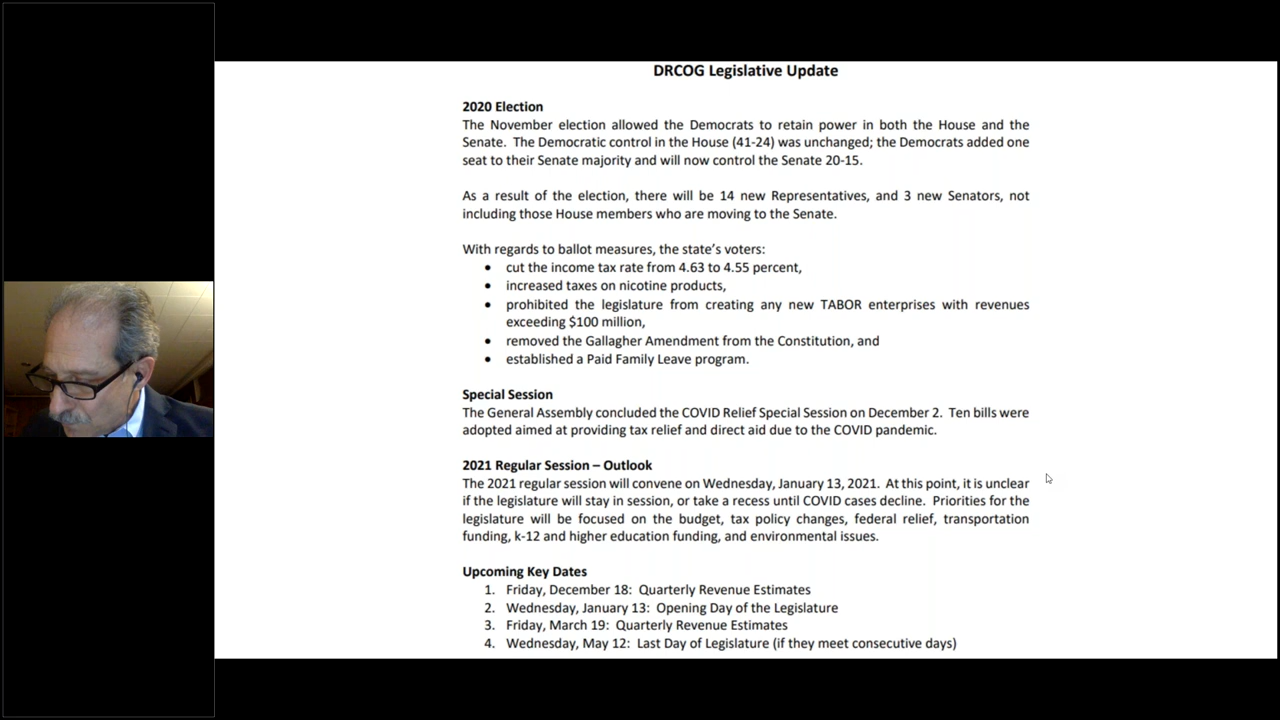 DRCOG Legislative Update
2020 Election
The November election allowed the Democrats to retain power in both the House and the
Senate. The Democratic control in the House (41-24) was unchanged; the Democrats added one
seat to their Senate majority and will now control the Senate 20-15.
As a result of the election, there will be 14 new Representatives, and 3 new Senators, not
including those House members who are moving to the Senate.
With regards to ballot measures, the state's voters:
• cut the income tax rate from 4.63 to 4.55 percent,
• increased taxes on nicotine products,
• prohibited the legislature from creating any new TABOR enterprises with revenues
exceeding $100 million,
• removed the Gallagher Amendment from the Constitution, and
• established a Paid Family Leave program.
Special Session
The General Assembly concluded the COVID Relief Special Session on December 2. Ten bills were
adopted aimed at providing tax relief and direct aid due to the COVID pandemic.
2021 Regular Session – Outlook
The 2021 regular session will convene on Wednesday, January 13, 2021. At this point, it is unclear
if the legislature will stay in session, or take a recess until COVID cases decline. Priorities for the
legislature will be focused on the budget, tax policy changes, federal relief, transportation
funding, k-12 and higher education funding, and environmental issues.
Upcoming Key Dates
1. Friday, December 18: Quarterly Revenue Estimates
2. Wednesday, January 13: Opening Day of the Legislature
3. Friday, March 19: Quarterly Revenue Estimates
4. Wednesday, May 12: Last Day of Legislature (if they meet consecutive days)